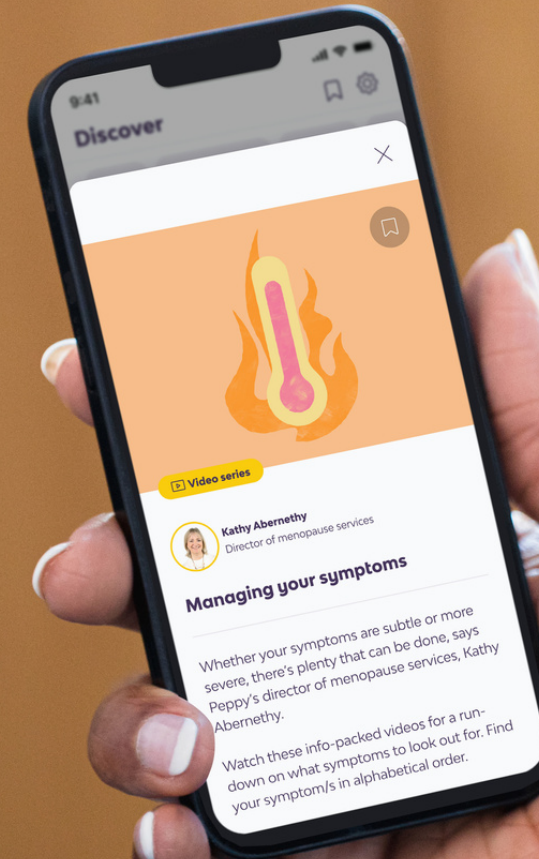 9:41
Discover
Video series
Kathy Abernethy
Director of menopause services
Managing your symptoms
Whether your symptoms are subtle or more
severe, there's plenty that can be done, says
Peppy's director of menopause services, Kathy
Abernethy.
Watch these info-packed videos for a run-
down on what symptoms to look out for. Find
your symptom/s in alphabetical order.